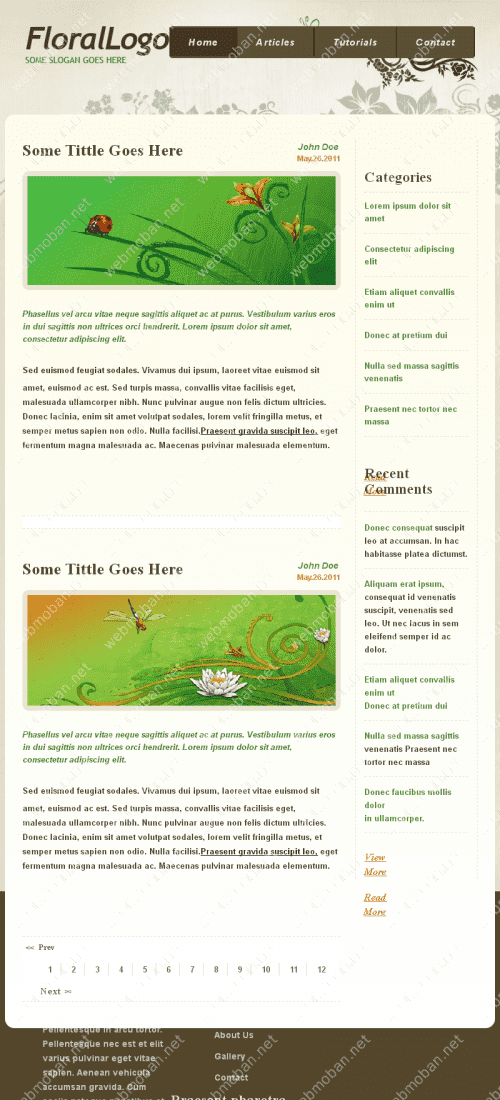 FloralLogo
SOME SLOGAN GOES HERE
Home
Articles
Tutorials
Contact
Some Tittle Goes Here
John Doe
May.26.2011
Phasellus vel arcu vitae neque sagittis aliquet ac at purus. Vestibulum varius eros
in dui sagittis non ultrices orci hendrerit. Lorem ipsum dolor sit amet,
consectetur adipiscing elit.
Sed euismod feugiat sodales. Vivamus dui ipsum, laoreet vitae euismod sit
amet, euismod ac est. Sed turpis massa, convallis vitae facilisis eget,
malesuada ullamcorper nibh. Nunc pulvinar augue non felis dictum ultricies.
Donec lacinia, enim sit amet volutpat sodales, lorem velit fringilla metus, et
semper metus sapien non odio. Nulla facilisi.Praesent gravida suscipit leo, eget
fermentum magna malesuada ac. Maecenas pulvinar malesuada elementum.
Some Tittle Goes Here
John Doe
May.26.2011
Phasellus vel arcu vitae neque sagittis aliquet ac at purus. Vestibulum varius eros
in dui sagittis non ultrices orci hendrerit. Lorem ipsum dolor sit amet,
consectetur adipiscing elit.
Sed euismod feugiat sodales. Vivamus dui ipsum, laoreet vitae euismod sit
amet, euismod ac est. Sed turpis massa, convallis vitae facilisis eget,
malesuada ullamcorper nibh. Nunc pulvinar augue non felis dictum ultricies.
Donec lacinia, enim sit amet volutpat sodales, lorem velit fringilla metus, et
semper metus sapien non odio. Nulla facilisi.Praesent gravida suscipit leo, eget
fermentum magna malesuada ac. Maecenas pulvinar malesuada elementum.
<< Prev
1 2 3 4 5 6 7 8 9 10 11 12
Next >>
Categories
Lorem ipsum dolor sit
amet
Consectetur adipiscing
elit
Etiam aliquet convallis
enim ut
Donec at pretium dui
Nulla sed massa sagittis
venenatis
Praesent nec tortor nec
massa
Recent
Comments
Donec consequat suscipit
leo at accumsan. In hac
habitasse platea dictumst.
Aliquam erat ipsum,
consequat id venenatis
suscipit, venenatis sed
leo. Ut nec lacus in sem
eleifend semper id ac
dolor.
Etiam aliquet convallis
enim ut
Donec at pretium dui
Nulla sed massa sagittis
venenatis Praesent nec
tortor nec massa
Donec faucibus mollis
dolor
in ullamcorper.
View
More
Read
More
Pellentesque in arcu tortor.
Pellentesque nec est et elit
varius pulvinar eget vitae
sapien. Aenean vehicula
accumsan gravida. Cum
About Us
Gallery
Contact
Praesent pharetra
webmoban.net